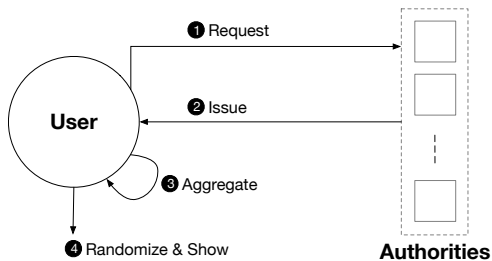 ❶ Request
User
❷ Issue
❸ Aggregate
❹ Randomize & Show
Authorities